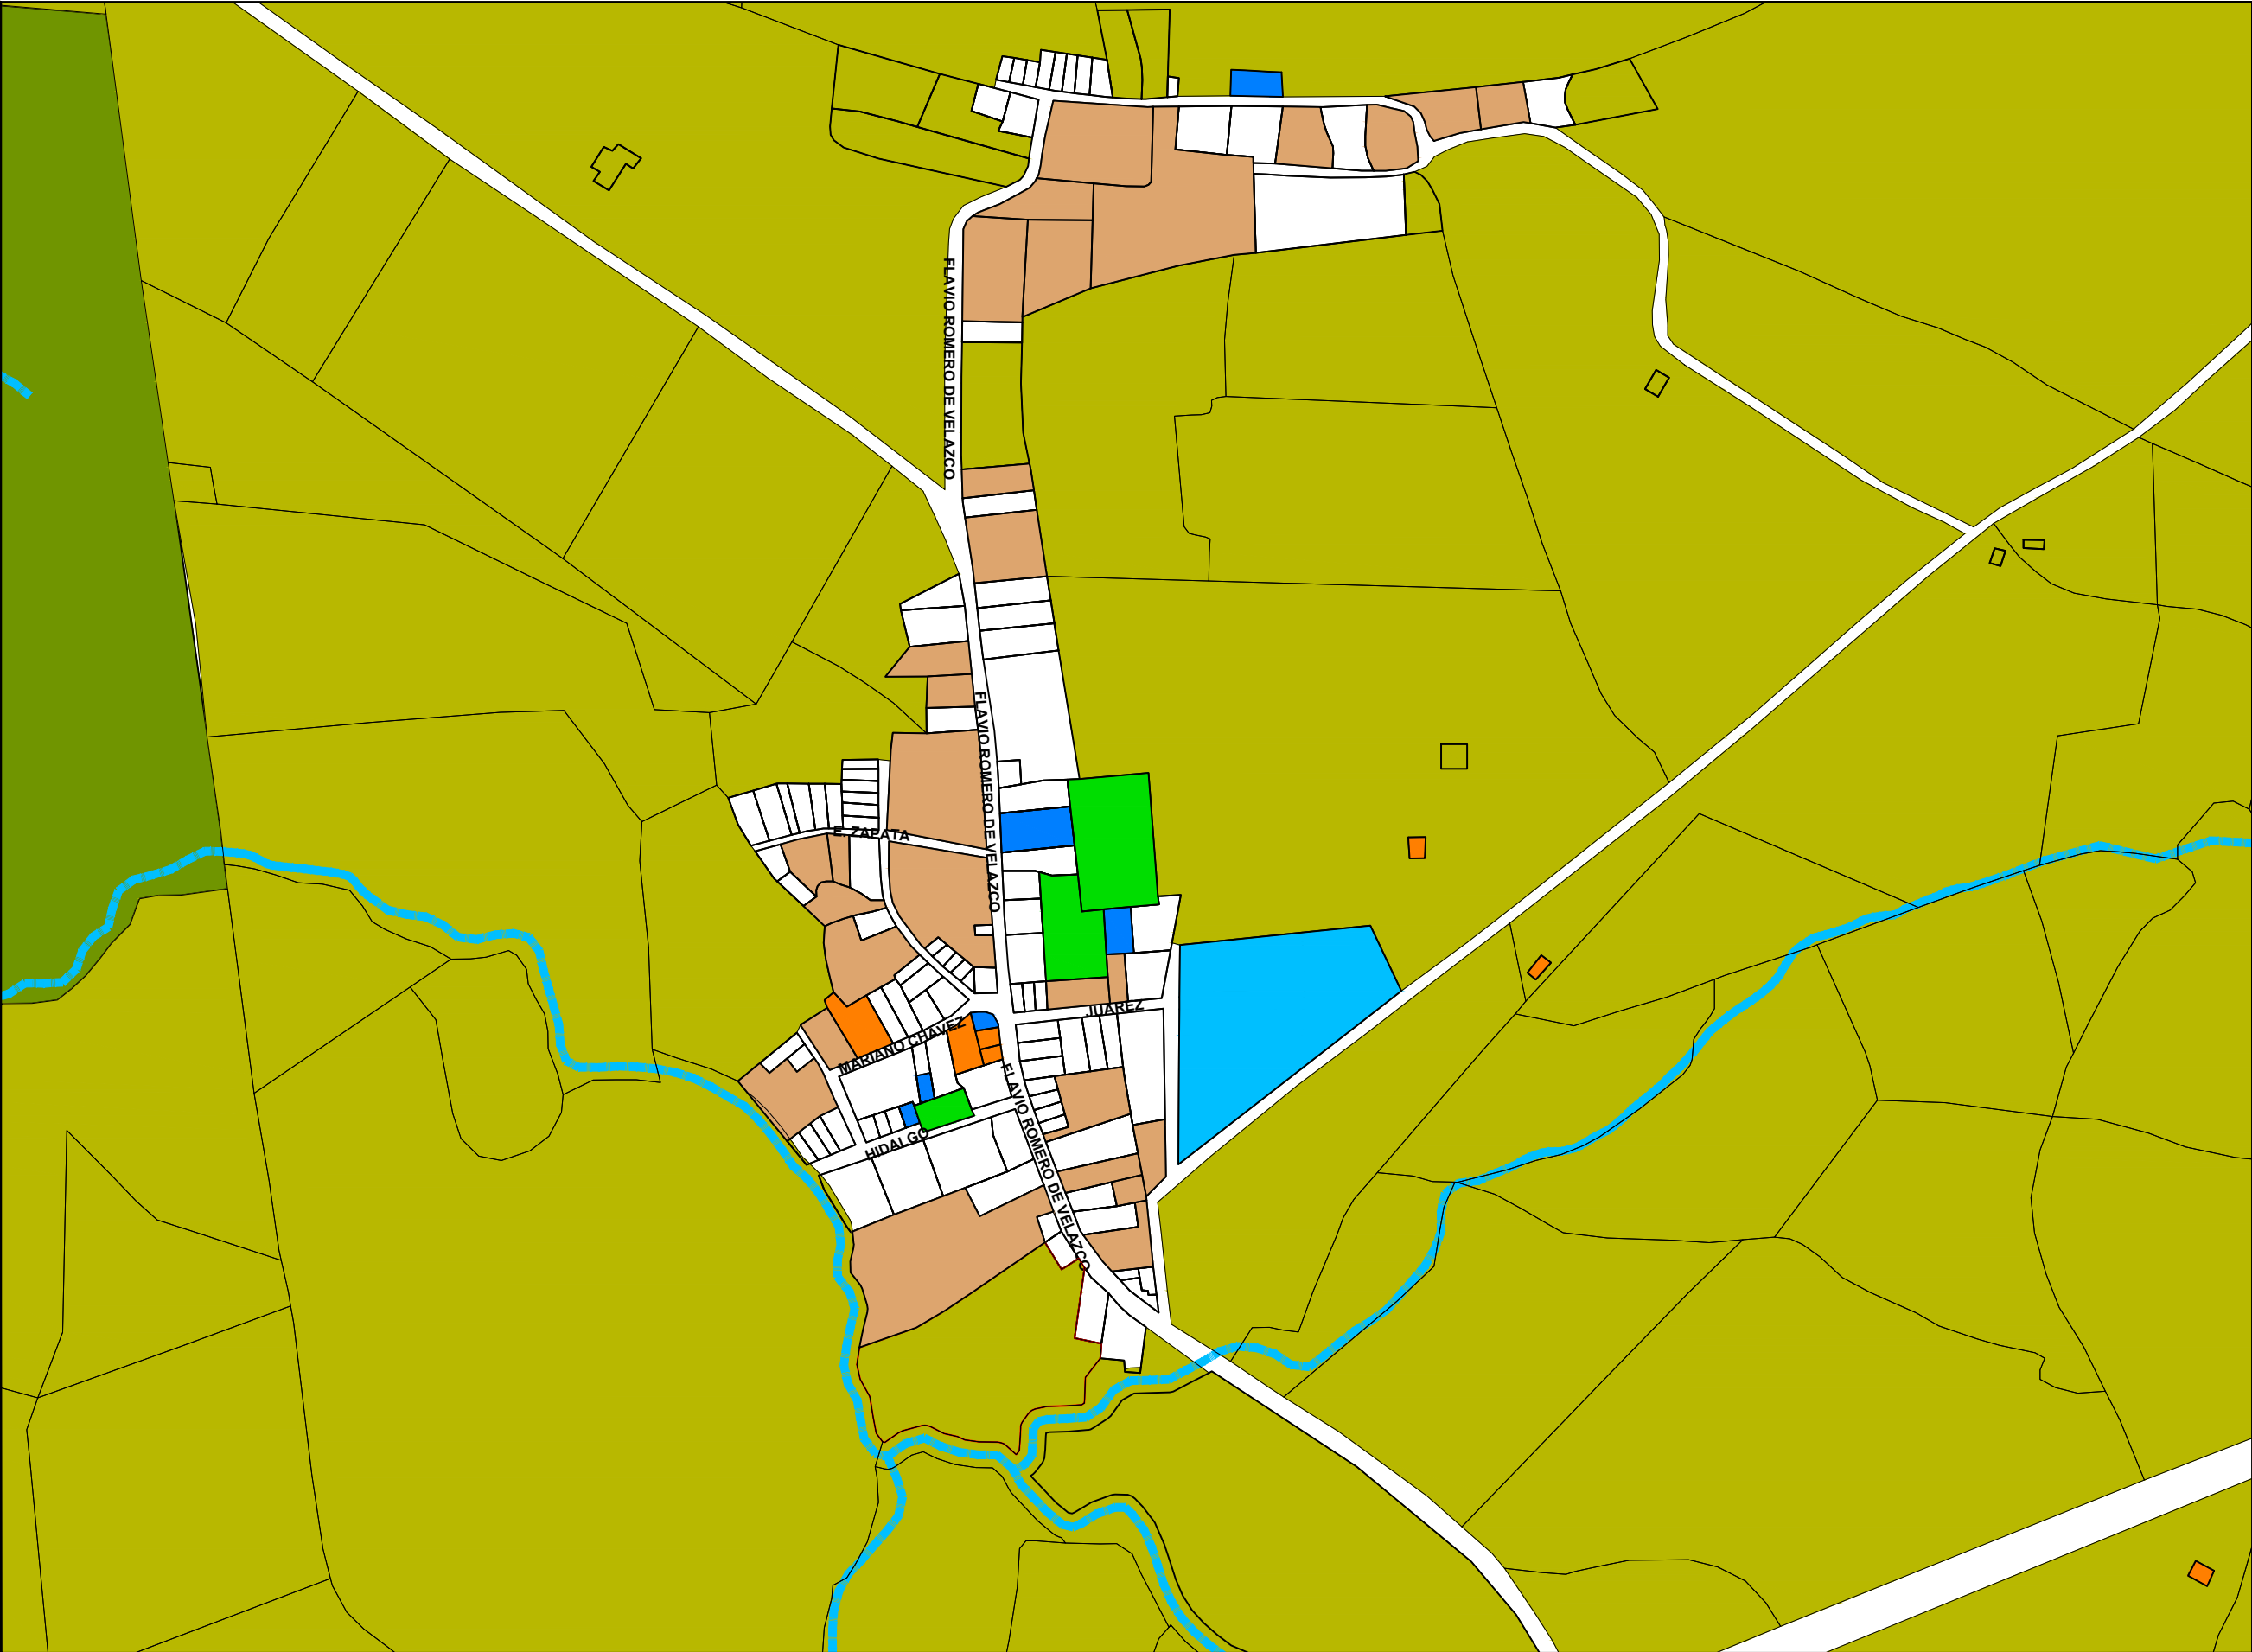 FLAVIO ROMERO DE VELAZCO
FLAVIO ROMERO DE VELAZCO
E. ZAPATA
JUAREZ
MARIANO CHAVEZ
FLAVIO ROMERO DE VELAZCO
HIDALGO